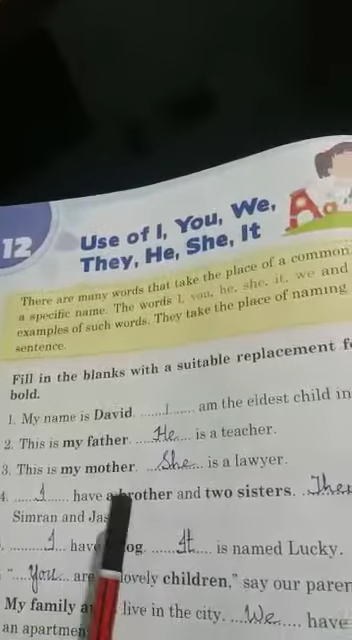 12
Use of I, You, We,
They, He, She, It
There are many words that take the place of a common
a specific name. The words I, you, he, she, it, we and
examples of such words. They take the place of naming
sentence.
Fill in the blanks with a suitable replacement
bold.
1. My name is David. ......I...... am the eldest child in
2. This is my father. ...He... is a teacher.
3. This is my mother. ...She... is a lawyer.
4. ...I...... have a brother and two sisters. ...
Simran and
.........I...... have ...... It ...... is named Lucky.
"...You... are lovely children," say our
My family live in the city. ...We.... have
an